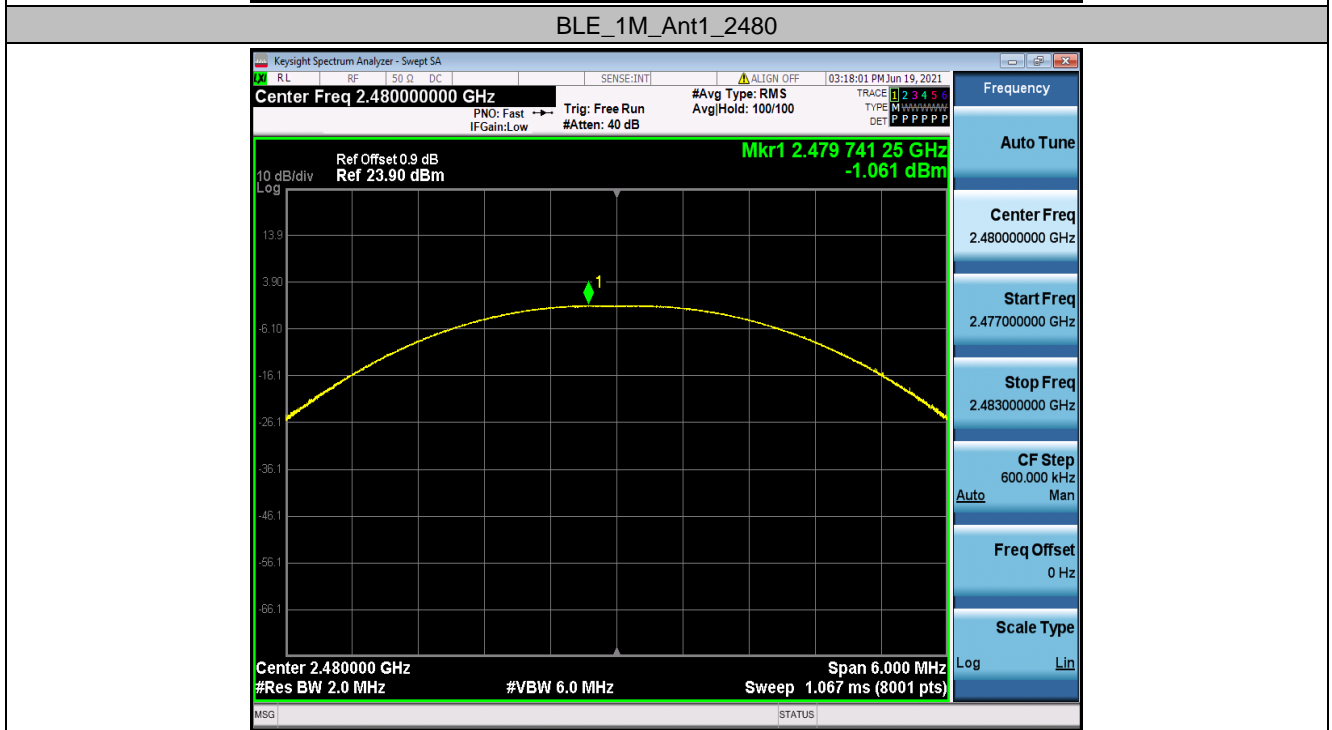 BLE_1M_Ant1_2480
Keysight Spectrum Analyzer - Swept SA
LXI RL RF 50 Ω DC SENSE:INT ALIGN OFF 03:18:01 PM Jun 19, 2021
Center Freq 2.480000000 GHz
PNO: Fast
IFGain:Low
Trig: Free Run
#Atten: 40 dB
#Avg Type: RMS
Avg|Hold: 100/100
TRACE 1 2 3 4 5 6
TYPE M WWWWW
DET P P P P P P
Mkr1 2.479 741 25 GHz
-1.061 dBm
Ref Offset 0.9 dB
10 dB/div Ref 23.90 dBm
Log
13.9
3.90
-6.10
-16.1
-26.1
-36.1
-46.1
-56.1
-66.1
1
Center 2.480000 GHz Span 6.000 MHz
#Res BW 2.0 MHz #VBW 6.0 MHz Sweep 1.067 ms (8001 pts)
MSG STATUS
Frequency
Auto Tune
Center Freq
2.480000000 GHz
Start Freq
2.477000000 GHz
Stop Freq
2.483000000 GHz
CF Step
600.000 kHz
Auto Man
Freq Offset
0 Hz
Scale Type
Log Lin